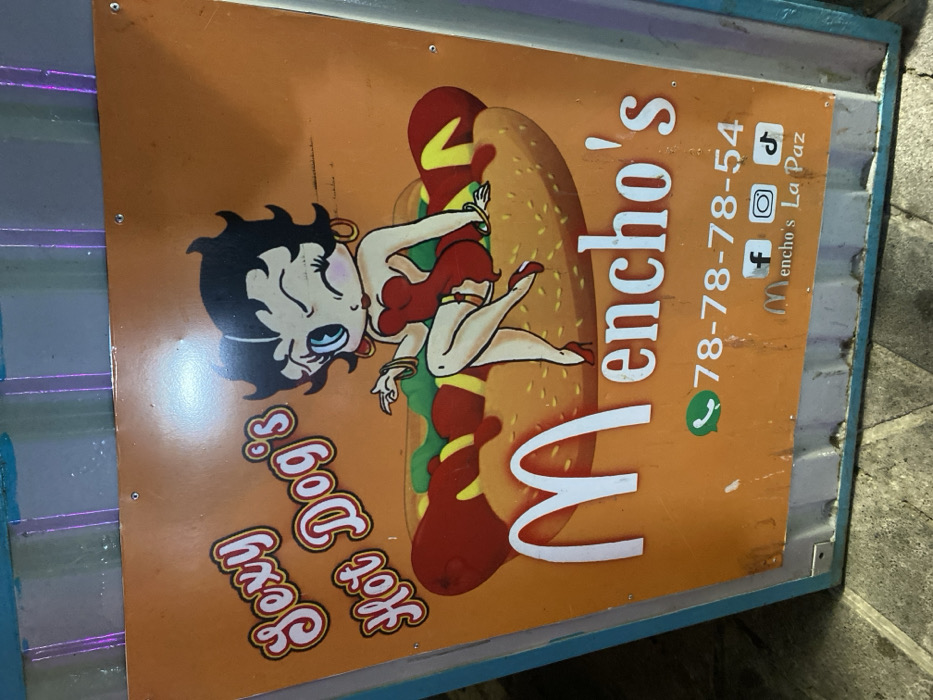 Sexy
Hot Dog's
Mencho's
78-78-78-54
Mencho's La Paz